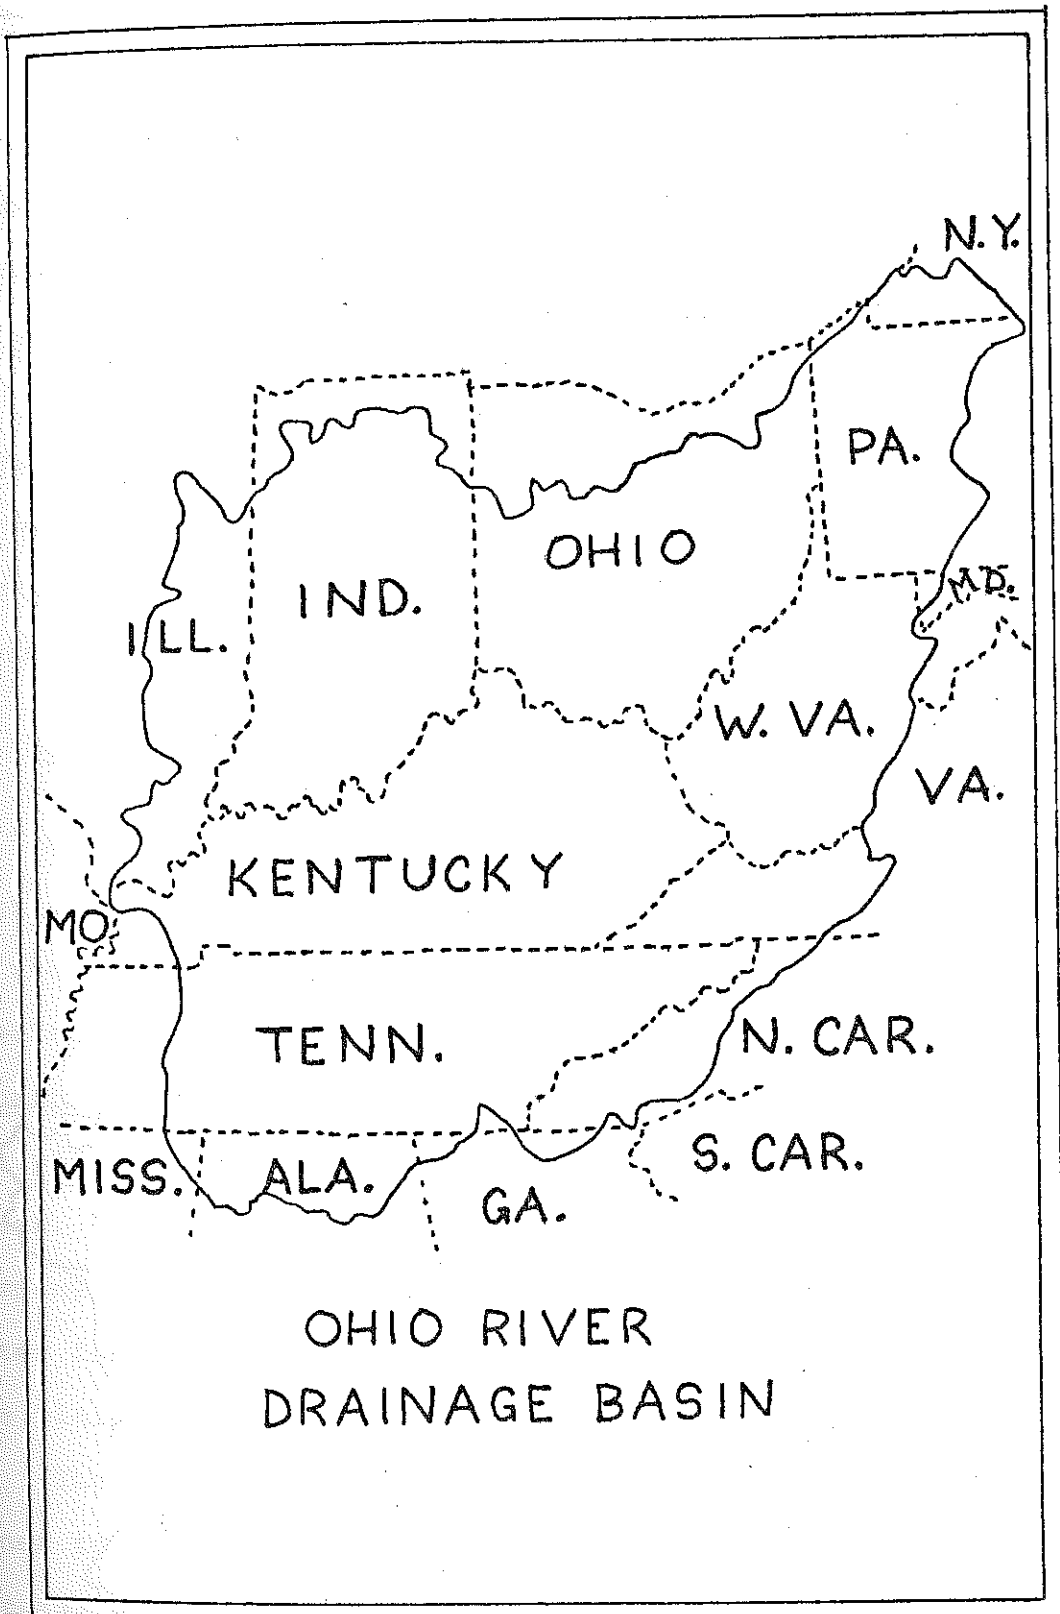 N.Y.
PA.
OHIO
MD.
IND.
ILL.
W. VA.
VA.
KENTUCKY
MO.
TENN.
N. CAR.
MISS.
ALA.
S. CAR.
GA.
OHIO RIVER
DRAINAGE BASIN